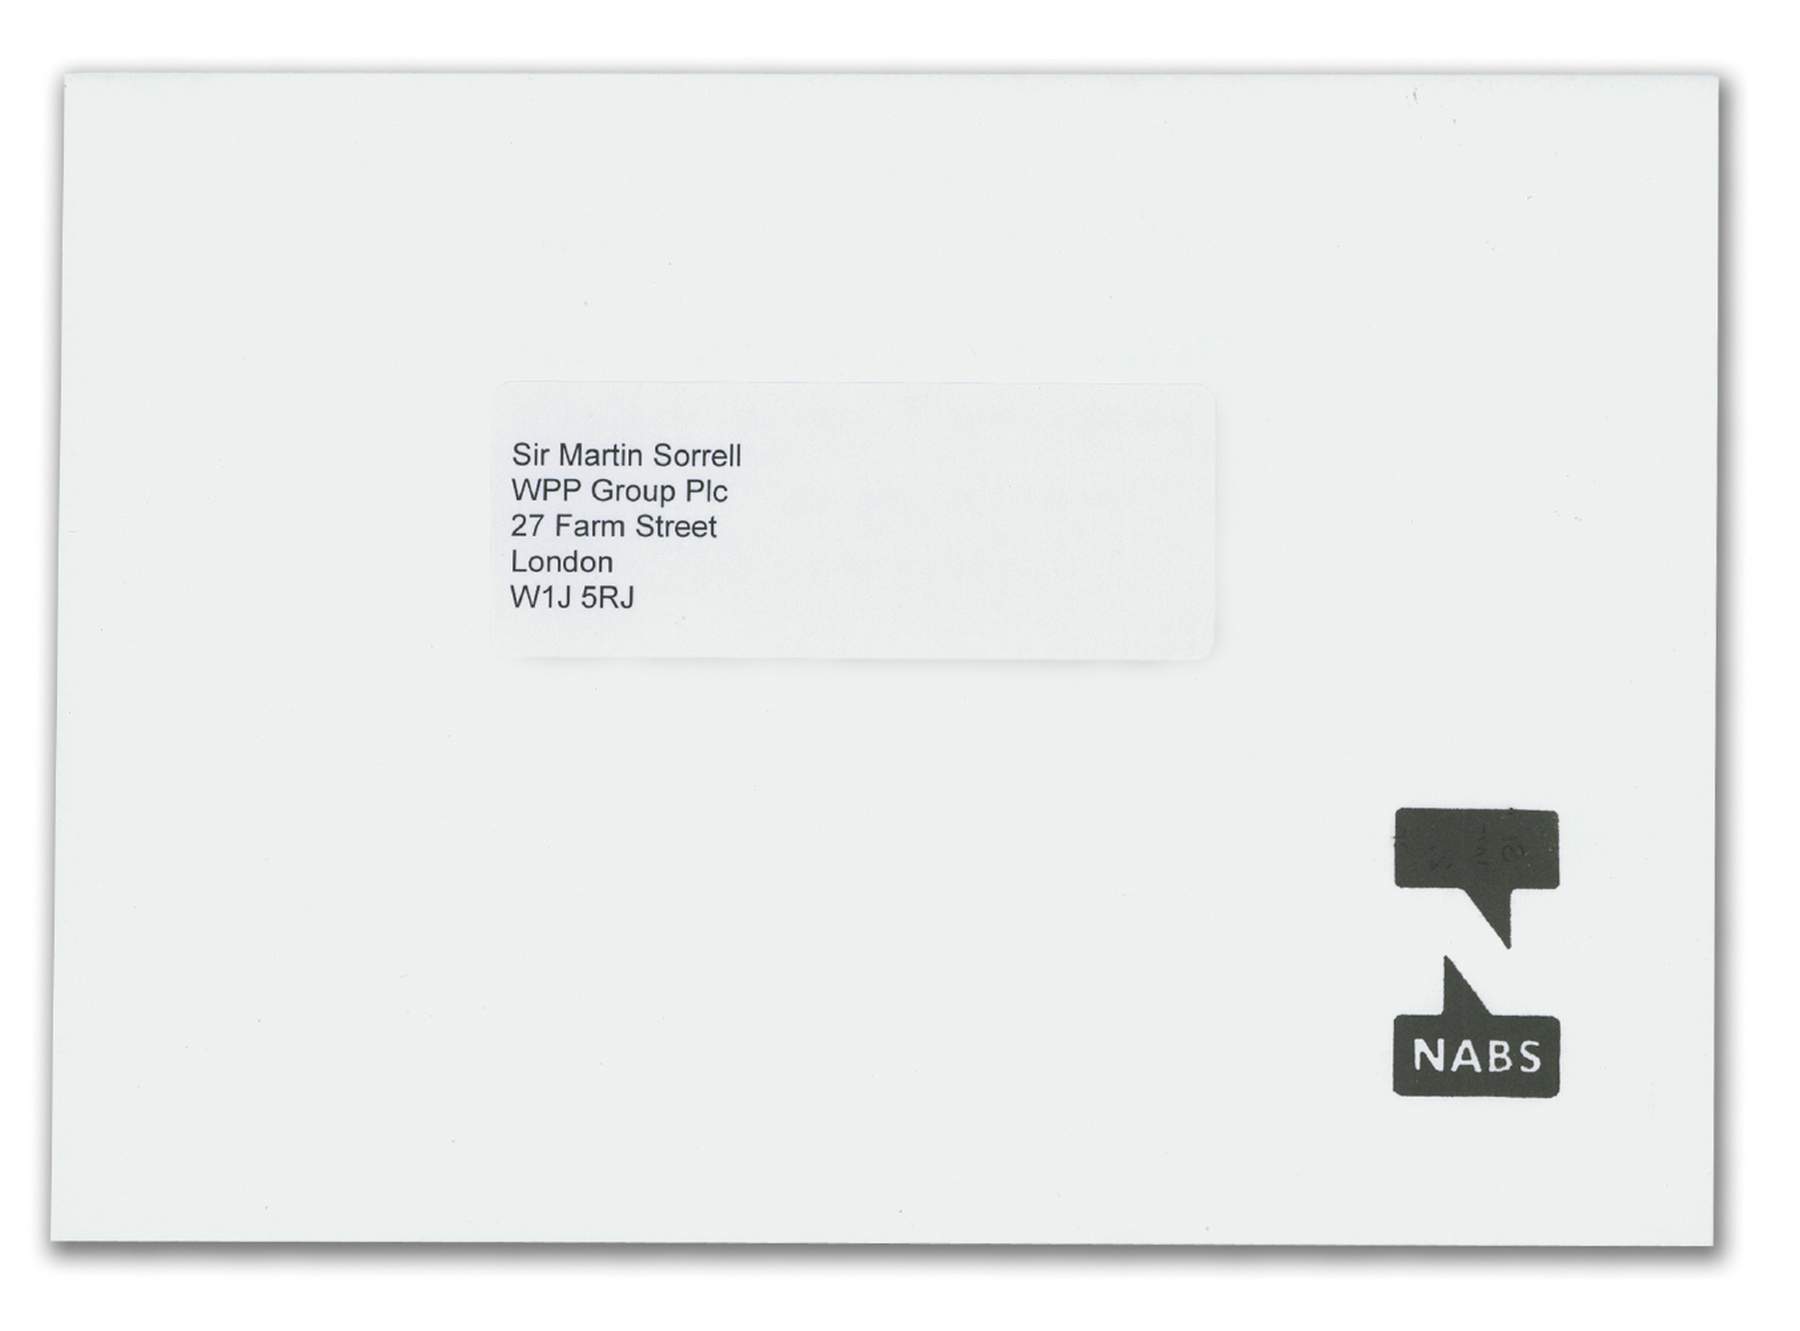 Sir Martin Sorrell
WPP Group Plc
27 Farm Street
London
W1J 5RJ
NABS